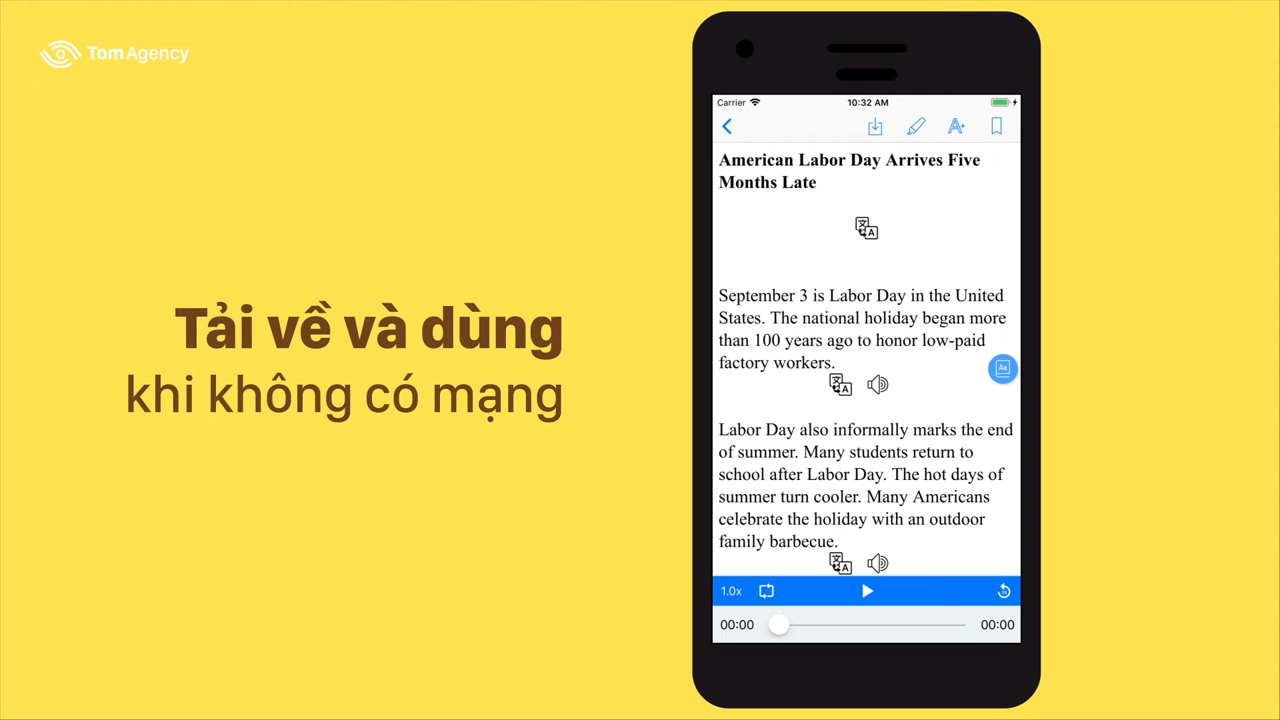 Tom Agency
Tải về và dùng
khi không có mạng
Carrier
10:32 AM
American Labor Day Arrives Five
Months Late
September 3 is Labor Day in the United
States. The national holiday began more
than 100 years ago to honor low-paid
factory workers.
Aa
Labor Day also informally marks the end
of summer. Many students return to
school after Labor Day. The hot days of
summer turn cooler. Many Americans
celebrate the holiday with an outdoor
family barbecue.
1.0x
00:00
00:00